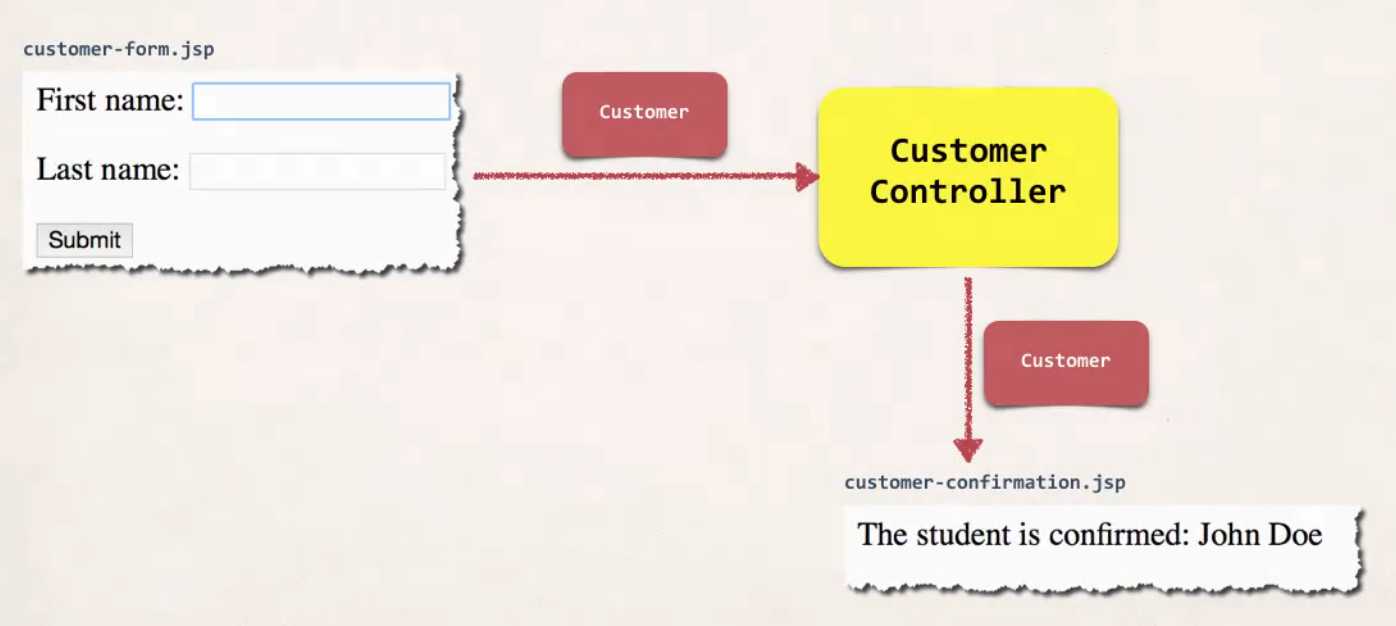 customer-form.jsp
First name:
Customer
Customer
Controller
Last name:
Submit
Customer
customer-confirmation.jsp
The student is confirmed: John Doe